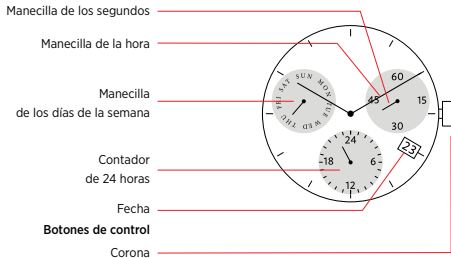 Manecilla de los segundos
Manecilla de la hora
Manecilla
de los días de la semana
Contador
de 24 horas
Fecha
Botones de control
Corona
SUN MON TUE WED THU FRI SAT
60
45 15
30
24
18 6
12
23